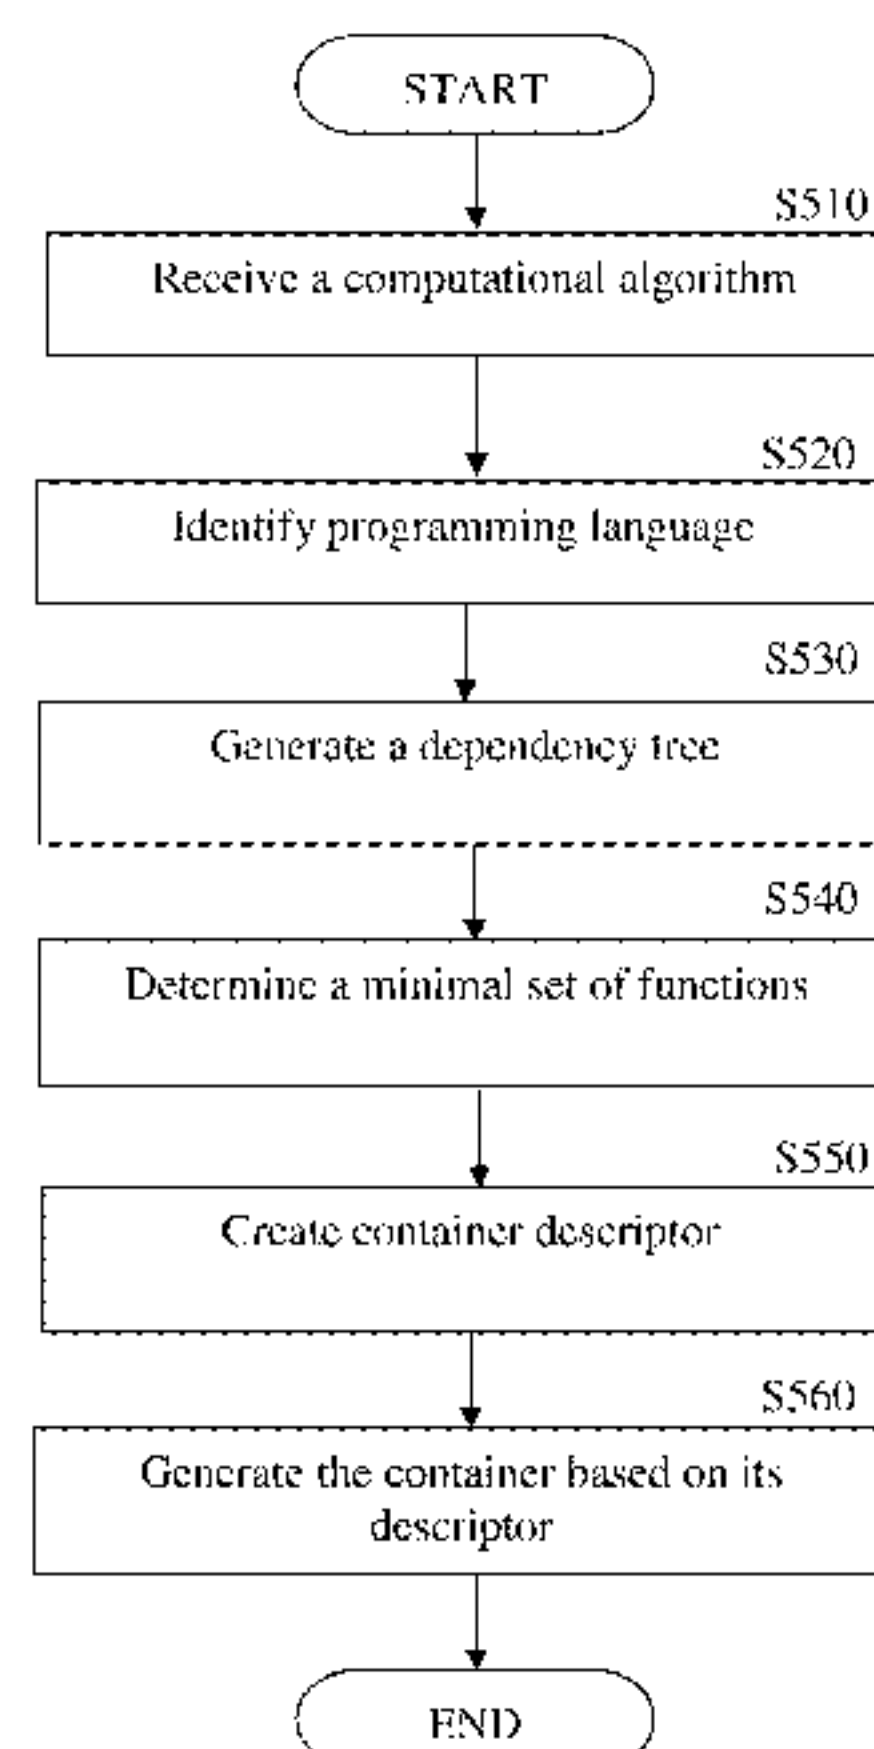 START
S510
Receive a computational algorithm
S520
Identify programming language
S530
Generate a dependency tree
S540
Determine a minimal set of functions
S550
Create container descriptor
S560
Generate the container based on its
descriptor
END